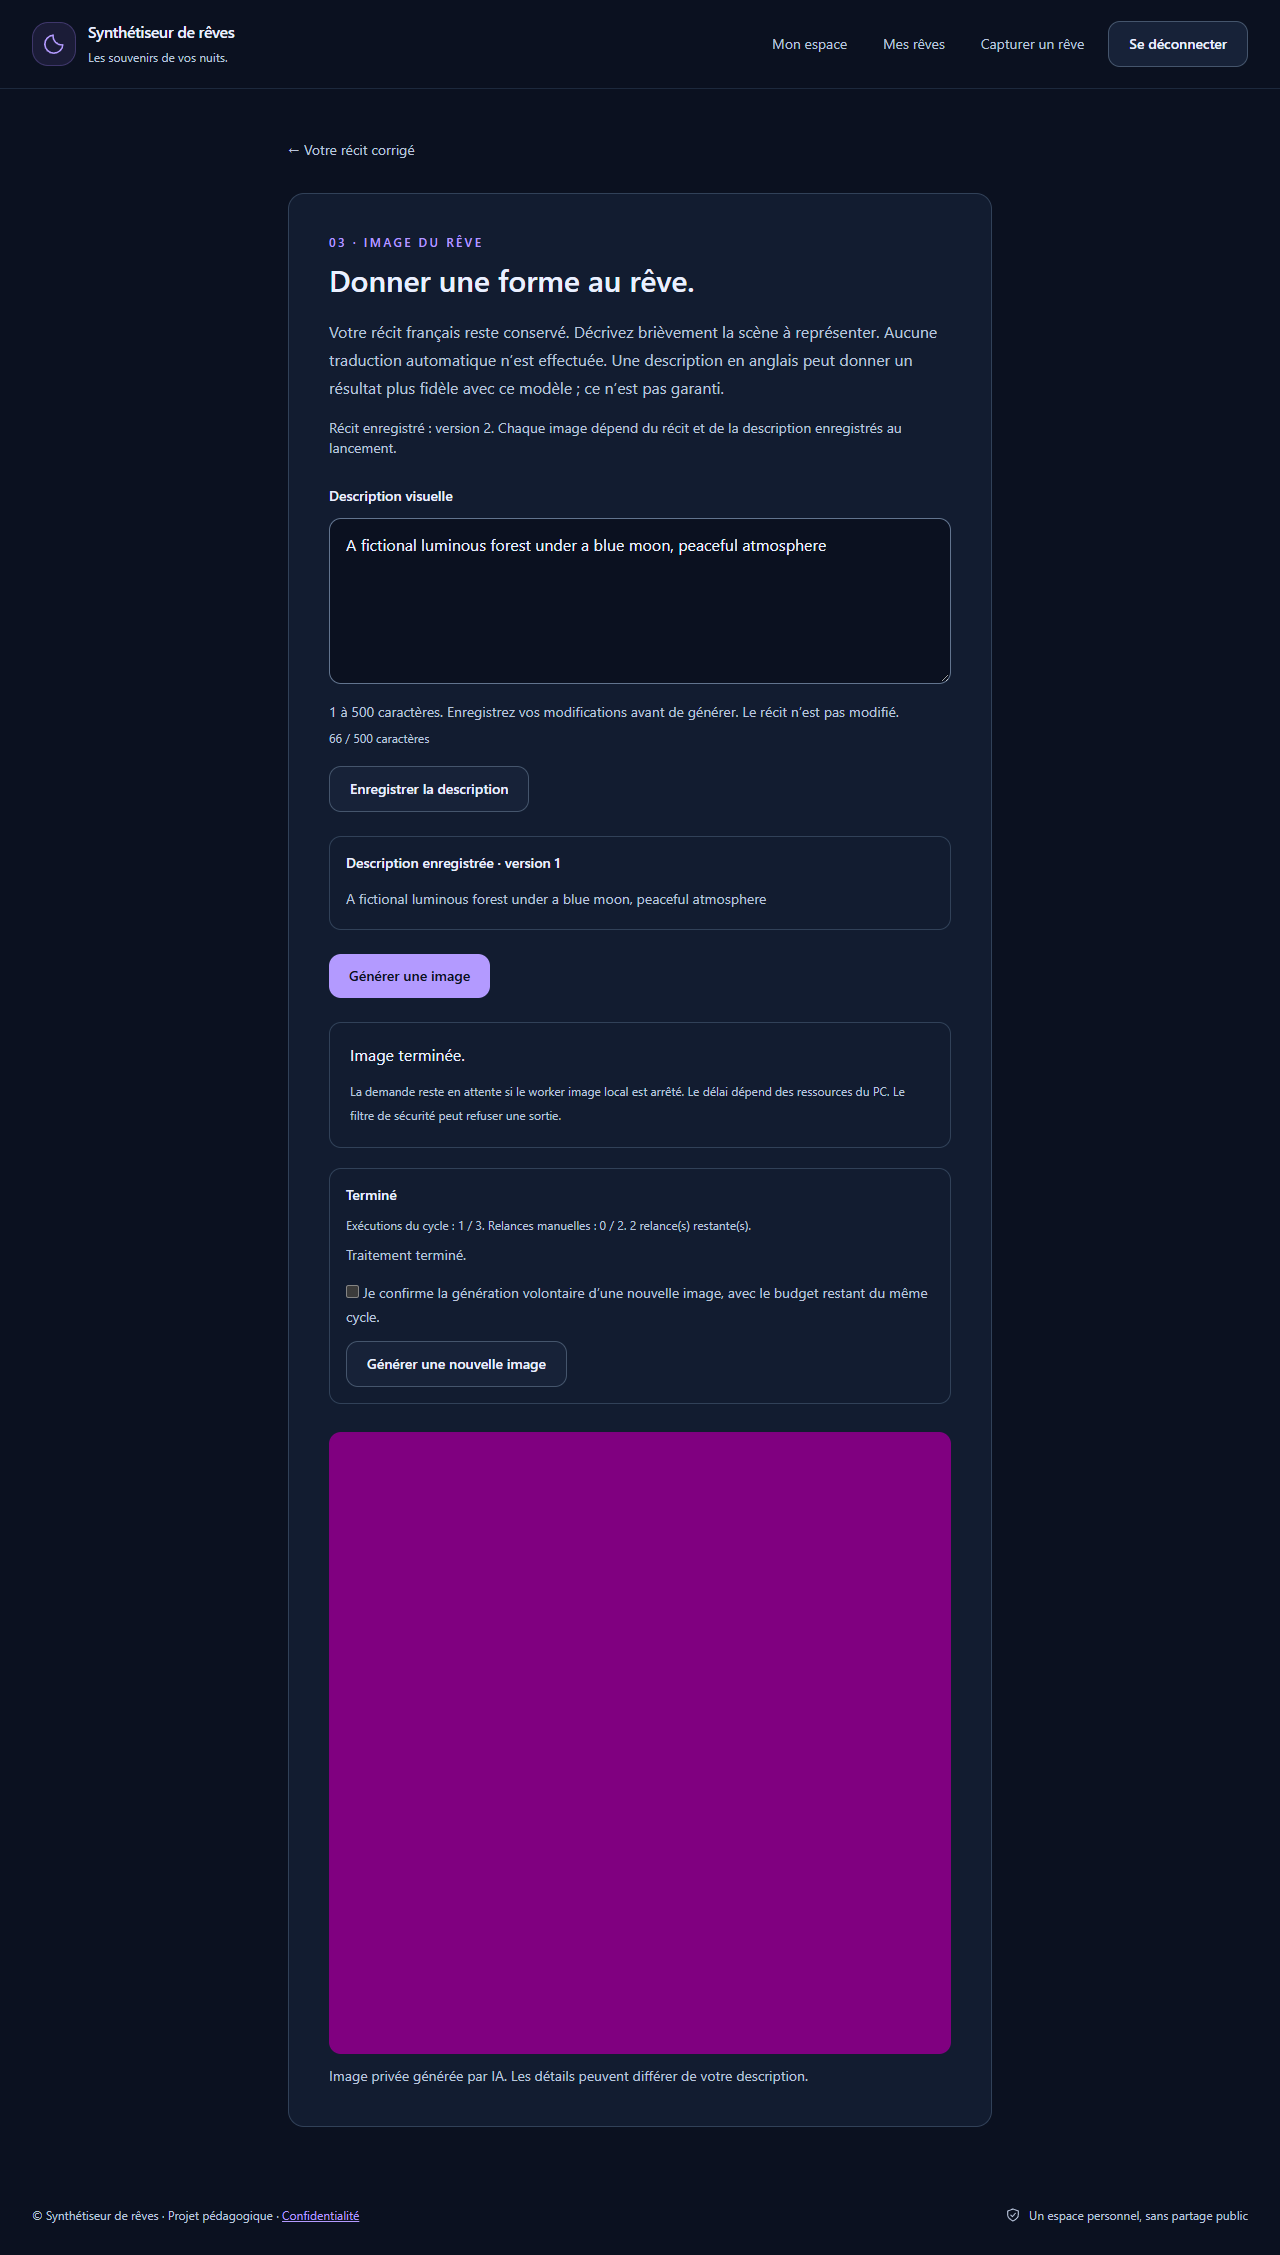 Synthétiseur de rêves
Les souvenirs de vos nuits.
Mon espace
Mes rêves
Capturer un rêve
Se déconnecter
← Votre récit corrigé
03 · IMAGE DU RÊVE
Donner une forme au rêve.
Votre récit français reste conservé. Décrivez brièvement la scène à représenter. Aucune
traduction automatique n’est effectuée. Une description en anglais peut donner un
résultat plus fidèle avec ce modèle ; ce n’est pas garanti.
Récit enregistré : version 2. Chaque image dépend du récit et de la description enregistrés au
lancement.
Description visuelle
A fictional luminous forest under a blue moon, peaceful atmosphere
1 à 500 caractères. Enregistrez vos modifications avant de générer. Le récit n’est pas modifié.
66 / 500 caractères
Enregistrer la description
Description enregistrée · version 1
A fictional luminous forest under a blue moon, peaceful atmosphere
Générer une image
Image terminée.
La demande reste en attente si le worker image local est arrêté. Le délai dépend des ressources du PC. Le
filtre de sécurité peut refuser une sortie.
Terminé
Exécutions du cycle : 1 / 3. Relances manuelles : 0 / 2. 2 relance(s) restante(s).
Traitement terminé.
Je confirme la génération volontaire d’une nouvelle image, avec le budget restant du même
cycle.
Générer une nouvelle image
Image privée générée par IA. Les détails peuvent différer de votre description.
© Synthétiseur de rêves · Projet pédagogique · Confidentialité
Un espace personnel, sans partage public